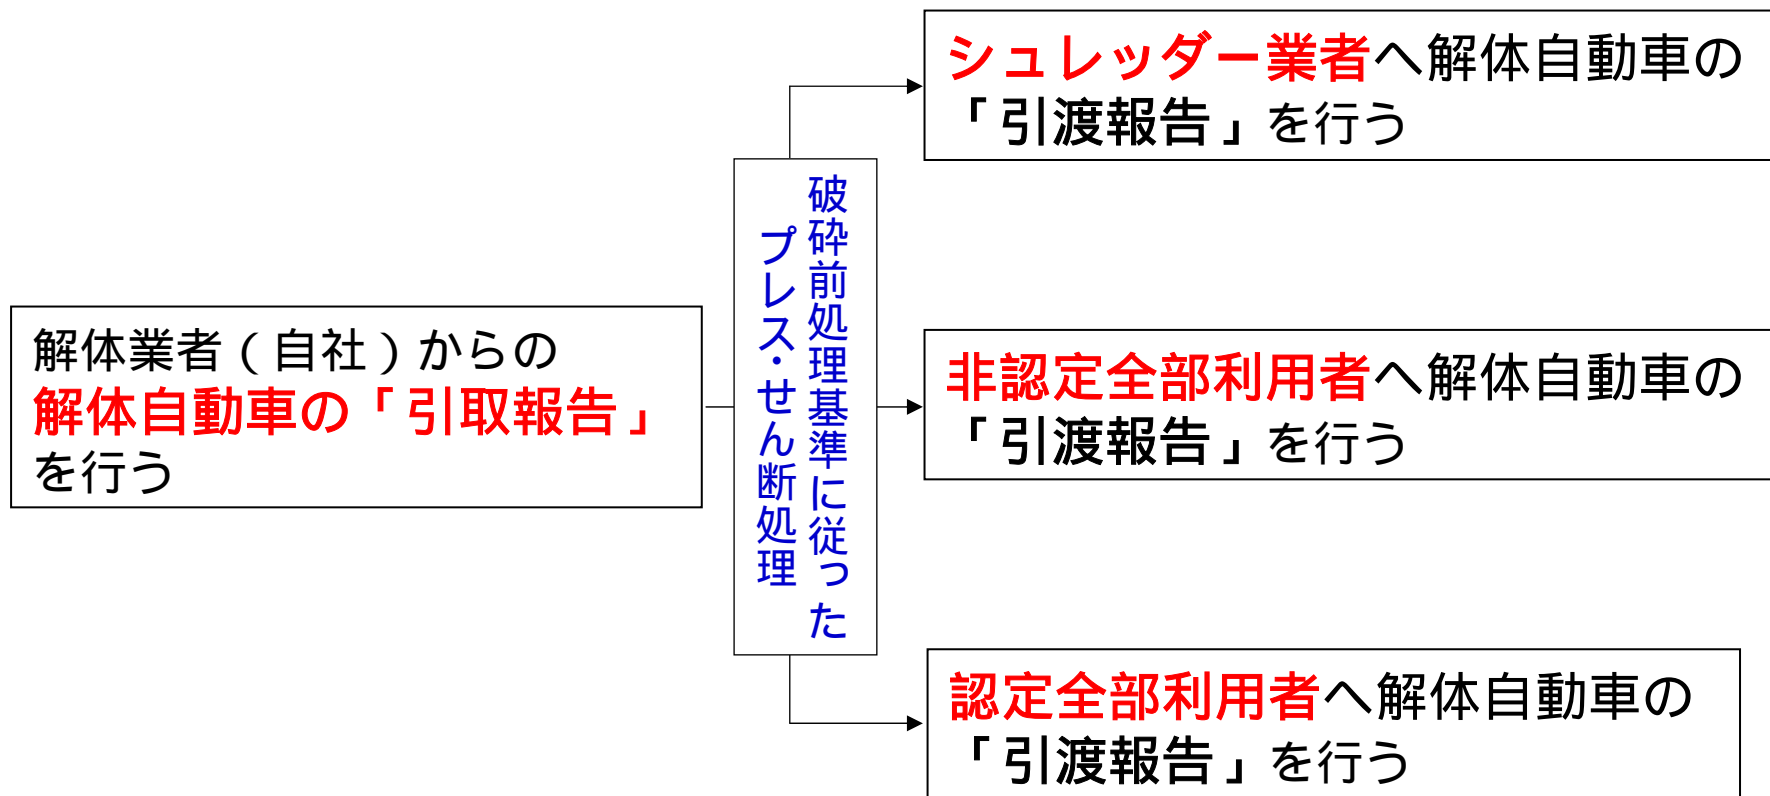 解体業者（自社）からの
解体自動車の「引取報告」
を行う
破砕前処理基準に従った
プレス・せん断処理
シュレッダー業者へ解体自動車の
「引渡報告」を行う
非認定全部利用者へ解体自動車の
「引渡報告」を行う
認定全部利用者へ解体自動車の
「引渡報告」を行う